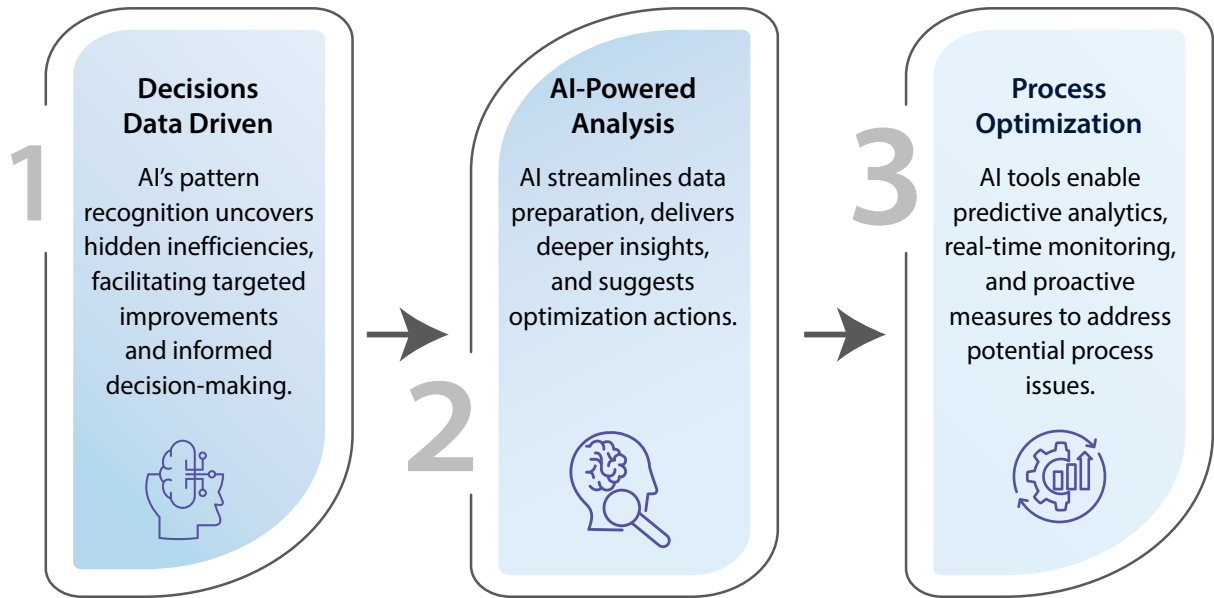 1
Decisions
Data Driven
AI’s pattern
recognition uncovers
hidden inefficiencies,
facilitating targeted
improvements
and informed
decision-making.
2
AI-Powered
Analysis
AI streamlines data
preparation, delivers
deeper insights,
and suggests
optimization actions.
3
Process
Optimization
AI tools enable
predictive analytics,
real-time monitoring,
and proactive
measures to address
potential process
issues.